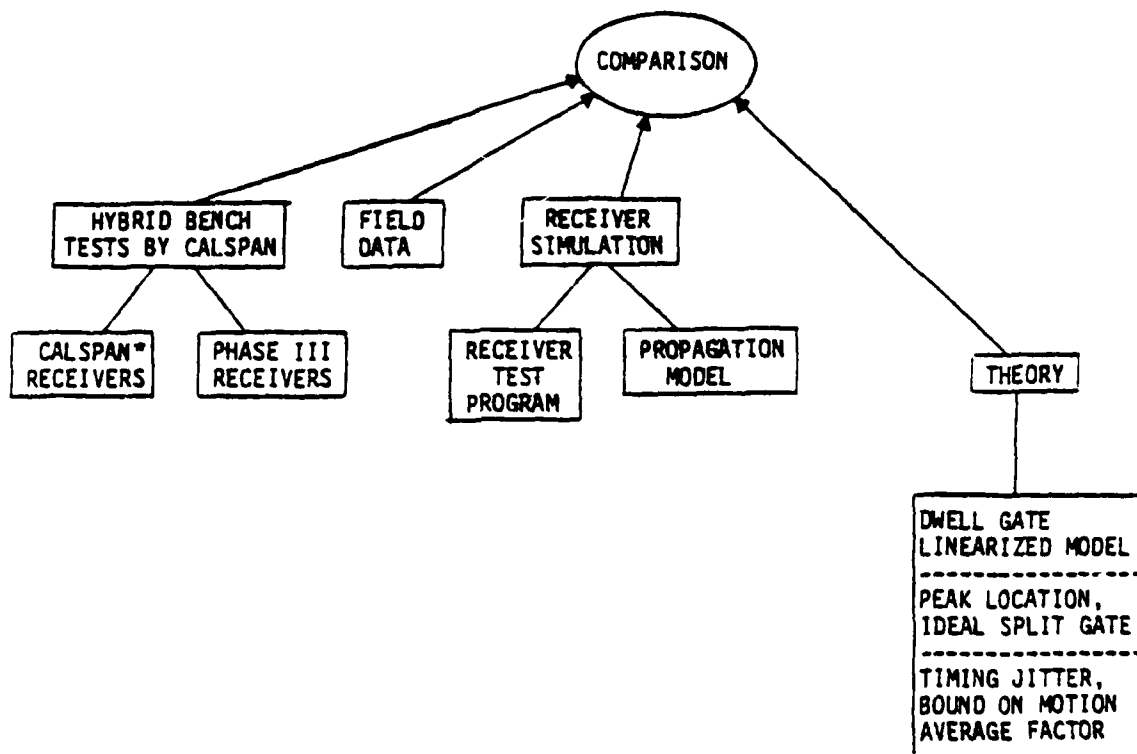 COMPARISON
HYBRID BENCH
TESTS BY CALSPAN
FIELD
DATA
RECEIVER
SIMULATION
CALSPAN*
RECEIVERS
PHASE III
RECEIVERS
RECEIVER
TEST
PROGRAM
PROPAGATION
MODEL
THEORY
DWELL GATE
LINEARIZED MODEL
PEAK LOCATION,
IDEAL SPLIT GATE
TIMING JITTER,
BOUND ON MOTION
AVERAGE FACTOR